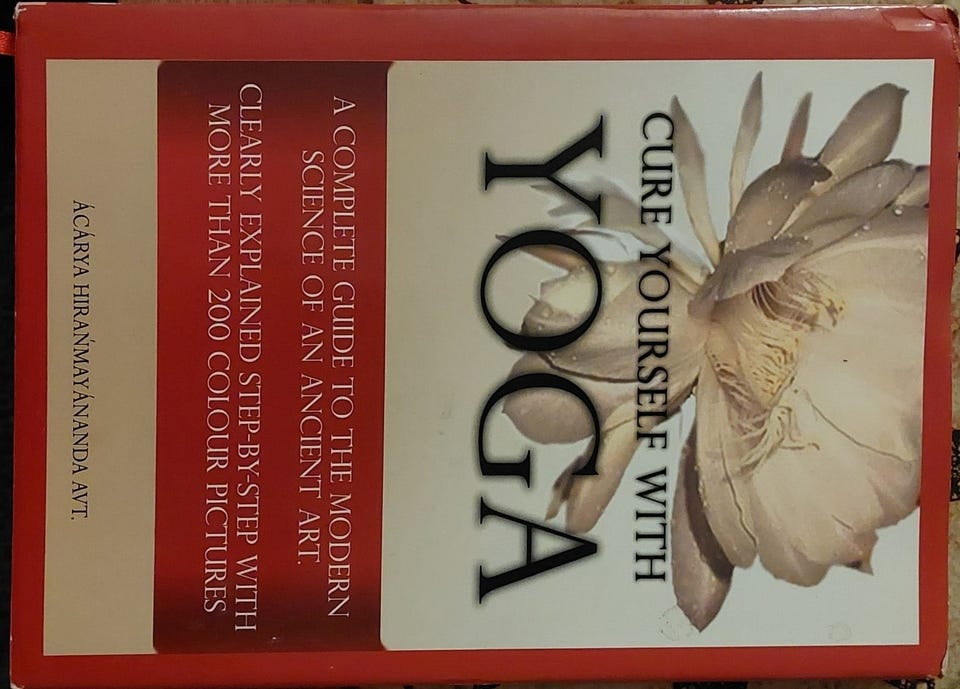 CURE YOURSELF WITH
YOGA
A COMPLETE GUIDE TO THE MODERN
SCIENCE OF AN ANCIENT ART.
CLEARLY EXPLAINED STEP-BY-STEP WITH
MORE THAN 200 COLOUR PICTURES
ÁCÁRYA HIRAŃMAYÁNANDA AVT.